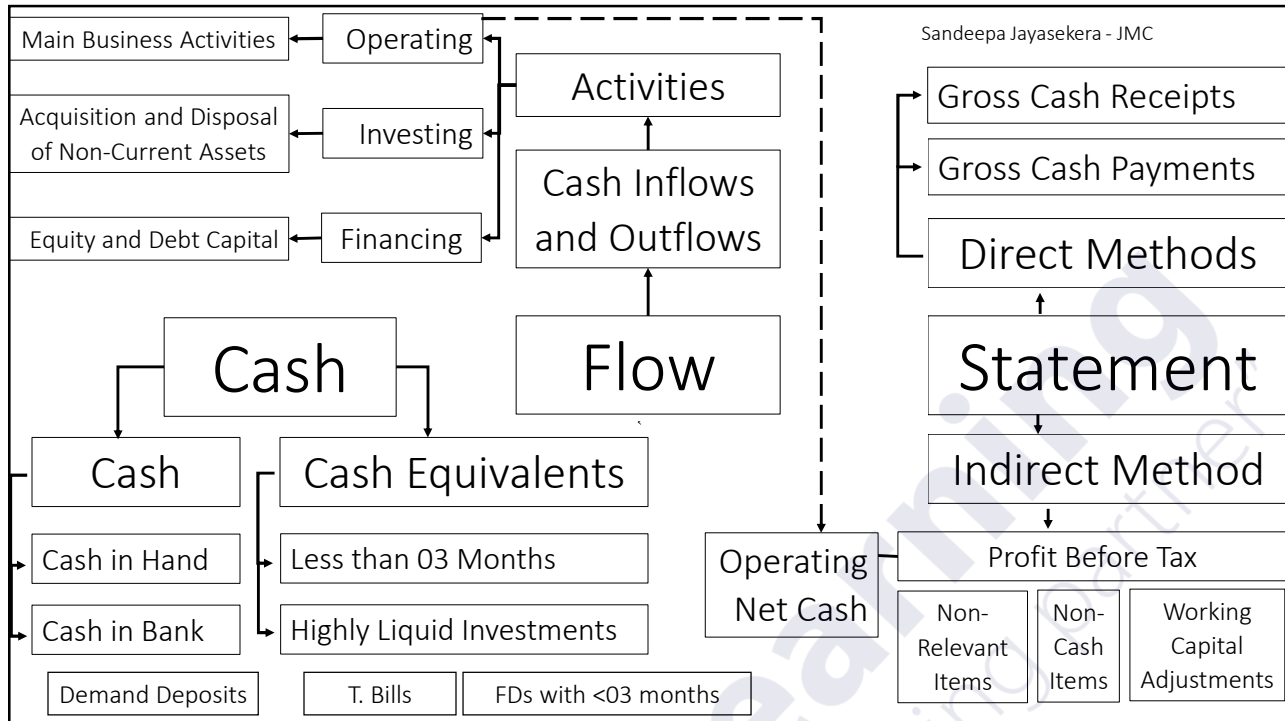 Sandeepa Jayasekera - JMC
Main Business Activities
Operating
Activities
Gross Cash Receipts
Acquisition and Disposal
of Non-Current Assets
Investing
Gross Cash Payments
Cash Inflows
and Outflows
Equity and Debt Capital
Financing
Direct Methods
Cash
Flow
Statement
Cash
Cash Equivalents
Indirect Method
Cash in Hand
Less than 03 Months
Operating
Net Cash
Profit Before Tax
Cash in Bank
Highly Liquid Investments
Non-
Relevant
Items
Non-
Cash
Items
Working
Capital
Adjustments
Demand Deposits
T. Bills
FDs with <03 months